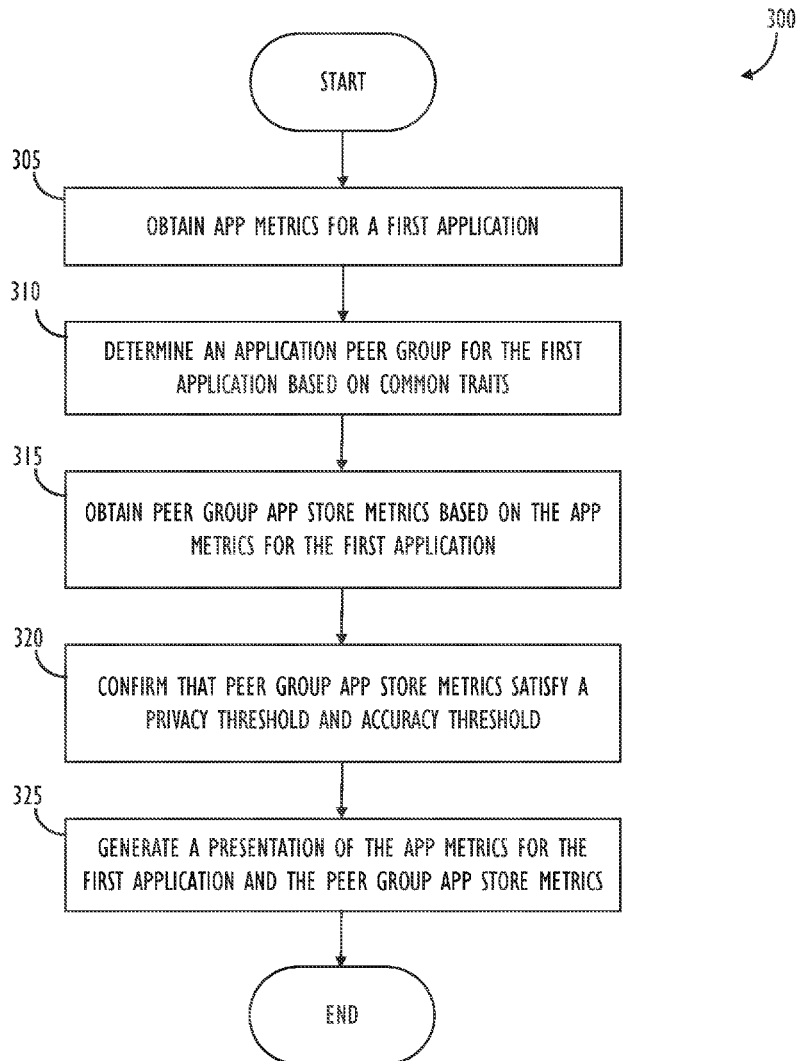 300
START
305
OBTAIN APP METRICS FOR A FIRST APPLICATION
310
DETERMINE AN APPLICATION PEER GROUP FOR THE FIRST
APPLICATION BASED ON COMMON TRAITS
315
OBTAIN PEER GROUP APP STORE METRICS BASED ON THE APP
METRICS FOR THE FIRST APPLICATION
320
CONFIRM THAT PEER GROUP APP STORE METRICS SATISFY A
PRIVACY THRESHOLD AND ACCURACY THRESHOLD
325
GENERATE A PRESENTATION OF THE APP METRICS FOR THE
FIRST APPLICATION AND THE PEER GROUP APP STORE METRICS
END